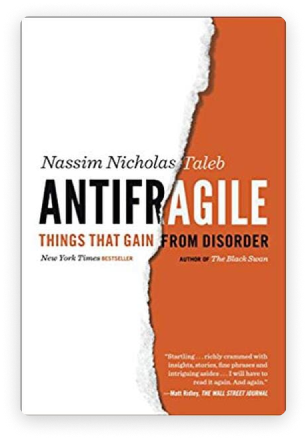 Nassim Nicholas Taleb
ANTIFRAGILE
THINGS THAT GAIN FROM DISORDER
New York Times BESTSELLER AUTHOR OF The Black Swan
"Startling . . . richly crammed with
insights, stories, fine phrases and
intriguing asides . . . I will have to
read it again. And again."
—Matt Ridley, THE WALL STREET JOURNAL